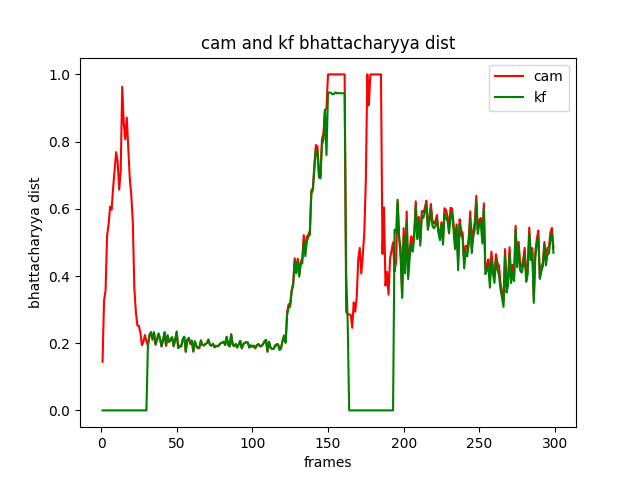 cam and kf bhattacharyya dist
bhattacharyya dist
1.0
0.8
0.6
0.4
0.2
0.0
cam
kf
0 50 100 150 200 250 300
frames